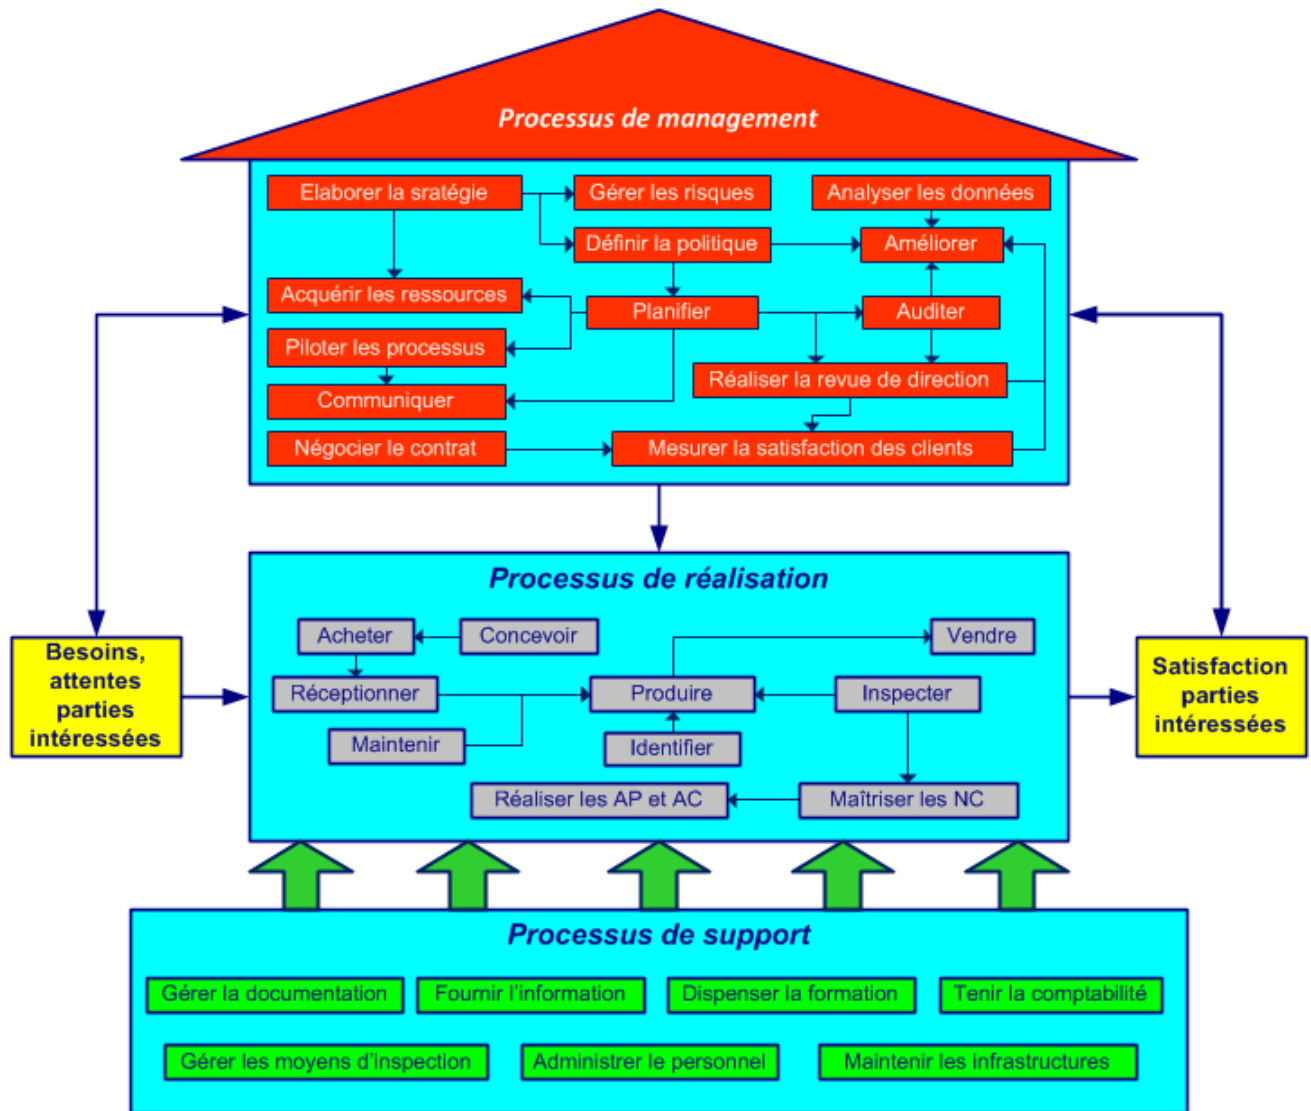 Processus de management
Elaborer la sratégie
Gérer les risques
Analyser les données
Définir la politique
Améliorer
Acquérir les ressources
Planifier
Auditer
Piloter les processus
Réaliser la revue de direction
Communiquer
Négocier le contrat
Mesurer la satisfaction des clients
Processus de réalisation
Acheter
Concevoir
Vendre
Besoins,
attentes
parties
intéressées
Réceptionner
Produire
Inspecter
Maintenir
Identifier
Réaliser les AP et AC
Maîtriser les NC
Satisfaction
parties
intéressées
Processus de support
Gérer la documentation
Fournir l'information
Dispenser la formation
Tenir la comptabilité
Gérer les moyens d'inspection
Administrer le personnel
Maintenir les infrastructures